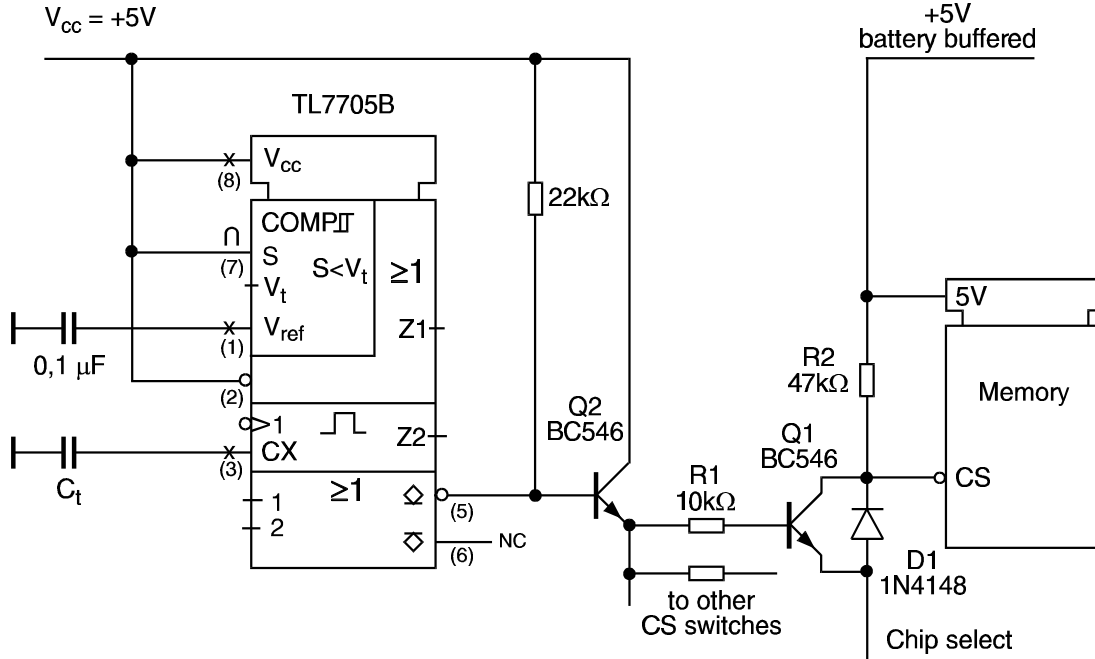 Vcc = +5V
+5V
battery buffered
TL7705B
Vcc
(8)
22kΩ
COMP
S
(7)
S<Vt
≥1
Vt
5V
Vref
(1)
Z1
0,1 μF
R2
47kΩ
Memory
(2)
Q2
BC546
1
Z2
Q1
BC546
CX
(3)
Ct
≥1
R1
10kΩ
CS
1
(5)
2
(6)
NC
D1
1N4148
to other
CS switches
Chip select